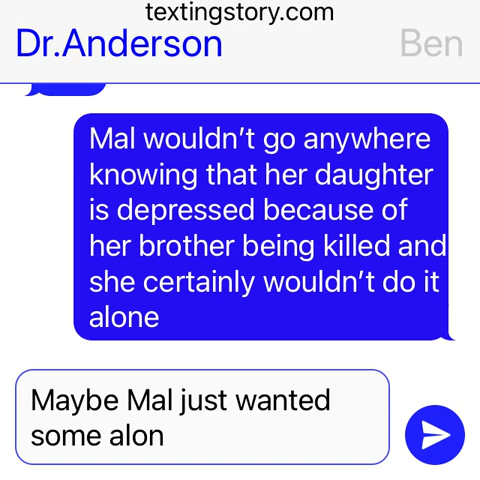 textingstory.com
Dr.Anderson
Ben
Mal wouldn’t go anywhere
knowing that her daughter
is depressed because of
her brother being killed and
she certainly wouldn’t do it
alone
Maybe Mal just wanted
some alon